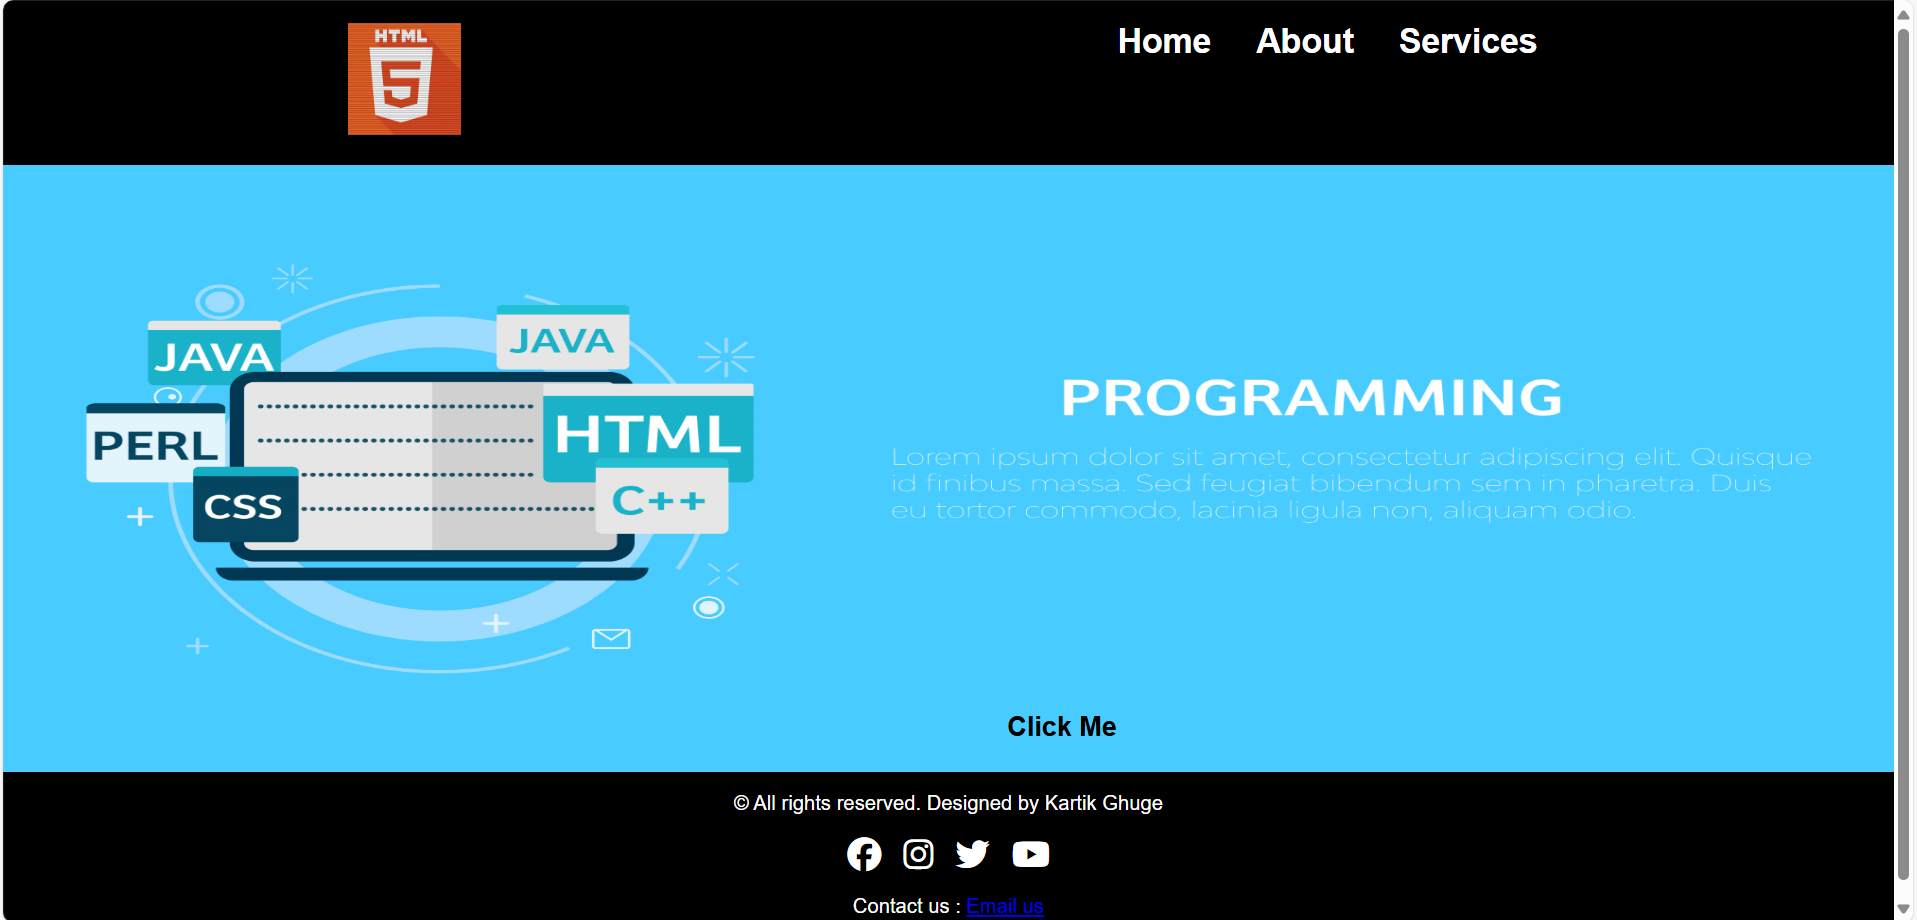 HTML
5
Home About Services
JAVA
JAVA
PERL
HTML
CSS
C++
PROGRAMMING
Lorem ipsum dolor sit amet, consectetur adipiscing elit. Quisque
id finibus massa. Sed feugiat bibendum sem in pharetra. Duis
eu tortor commodo, lacinia ligula non, aliquam odio.
Click Me
© All rights reserved. Designed by Kartik Ghuge
Contact us : Email us